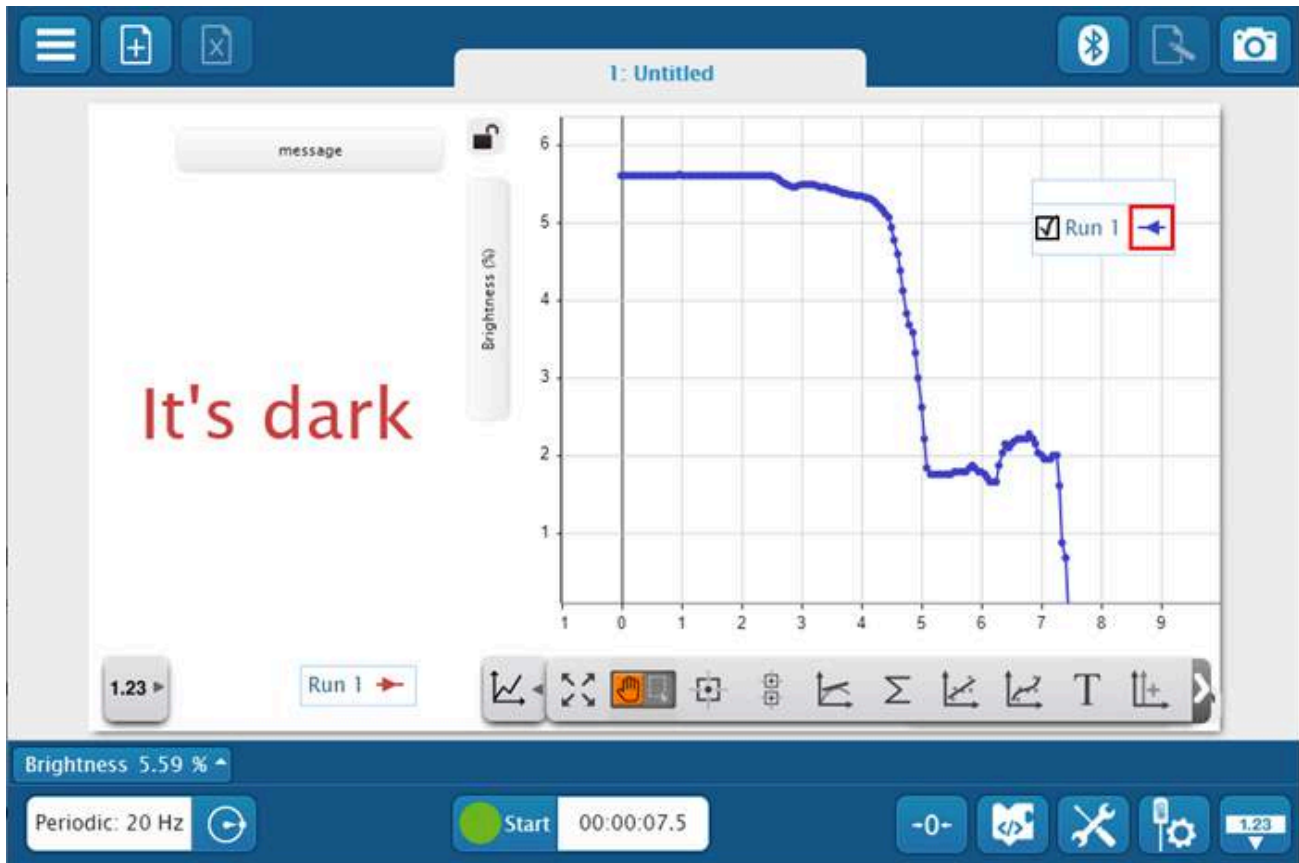 1: Untitled
message
It's dark
1.23
Run 1
Brightness (%)
6
5
4
3
2
1
1 0 1 2 3 4 5 6 7 8 9
Run 1
Σ
T
Brightness 5.59 %
Periodic: 20 Hz
Start 00:00:07.5
-0-
</>
1.23